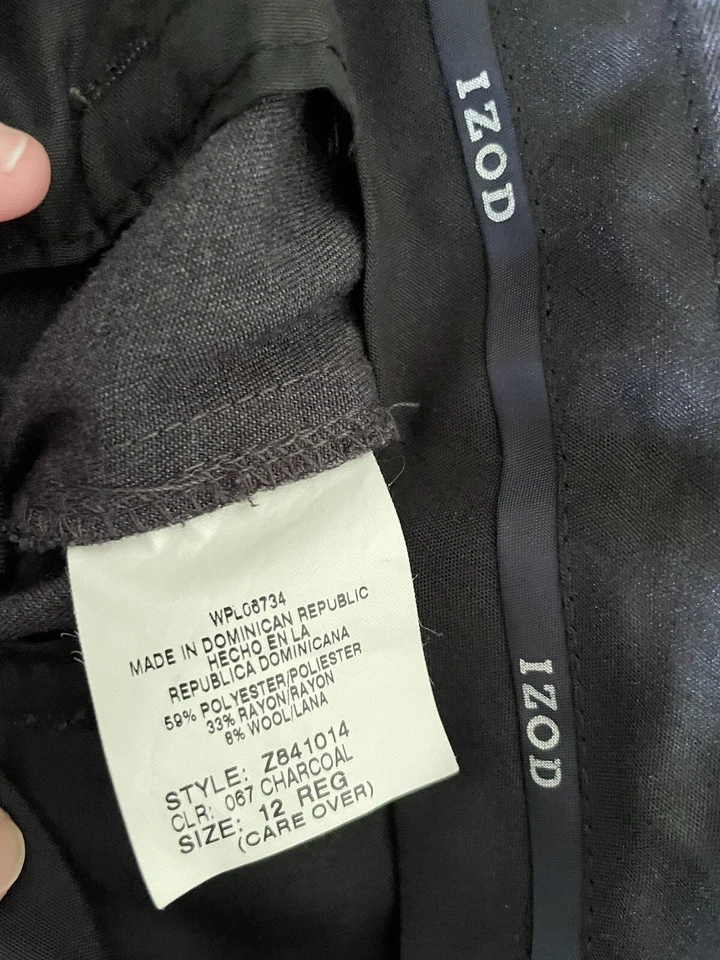 IZOD
IZOD
WPL08734
MADE IN DOMINICAN REPUBLIC
HECHO EN LA
REPUBLICA DOMINICANA
59% POLYESTER/POLIESTER
33% RAYON/RAYON
8% WOOL/LANA
STYLE: Z841014
CLR: 067 CHARCOAL
SIZE: 12 REG
(CARE OVER)